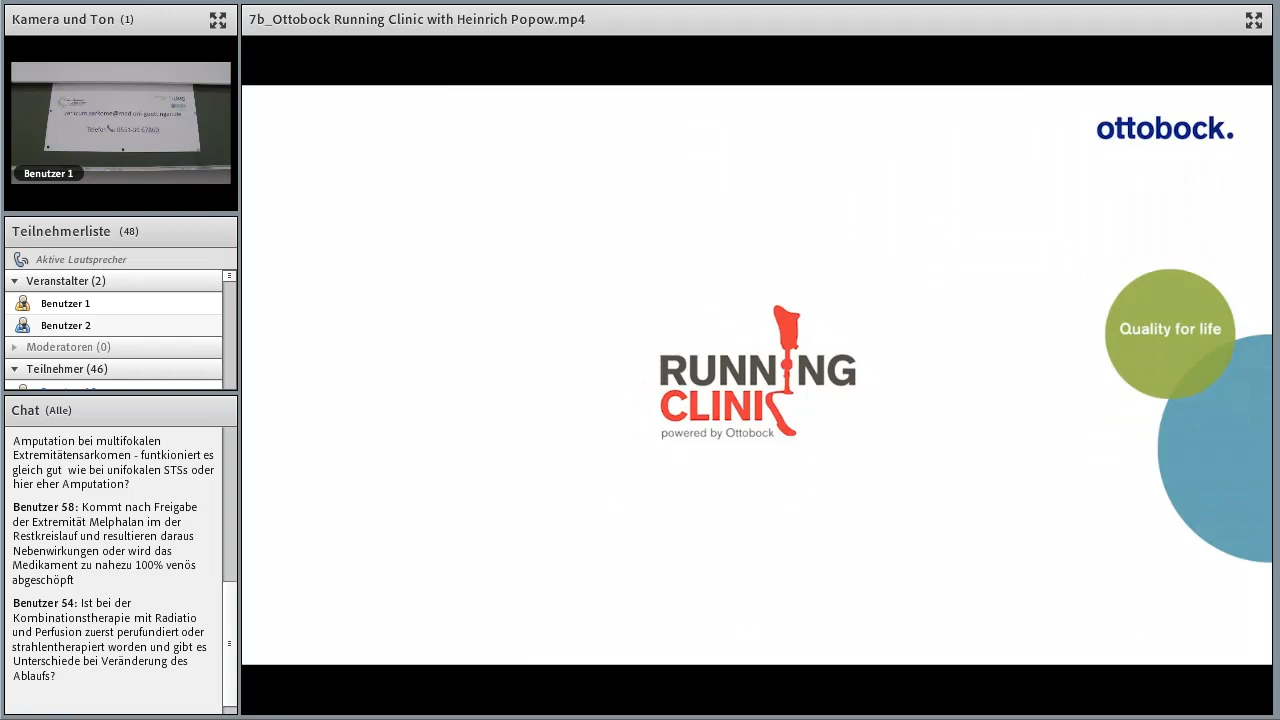 Kamera und Ton (1)
7b_Ottobock Running Clinic with Heinrich Popow.mp4
UMG
Benutzer 1
Teilnehmerliste (48)
Aktive Lautsprecher
Veranstalter (2)
Benutzer 1
Benutzer 2
Moderatoren (0)
Teilnehmer (46)
Chat (Alle)
Amputation bei multifokalen
Extremitätensarkomen - funtkioniert es
gleich gut wie bei unifokalen STSs oder
hier eher Amputation?
Benutzer 58: Kommt nach Freigabe
der Extremität Melphalan im der
Restkreislauf und resultieren daraus
Nebenwirkungen oder wird das
Medikament zu nahezu 100% venös
abgeschöpft
Benutzer 54: Ist bei der
Kombinationstherapie mit Radiatio
und Perfusion zuerst perufundiert oder
strahlentherapiert worden und gibt es
Unterschiede bei Veränderung des
Ablaufs?
ottobock.
Quality for life
RUNNING
CLINIC
powered by Ottobock